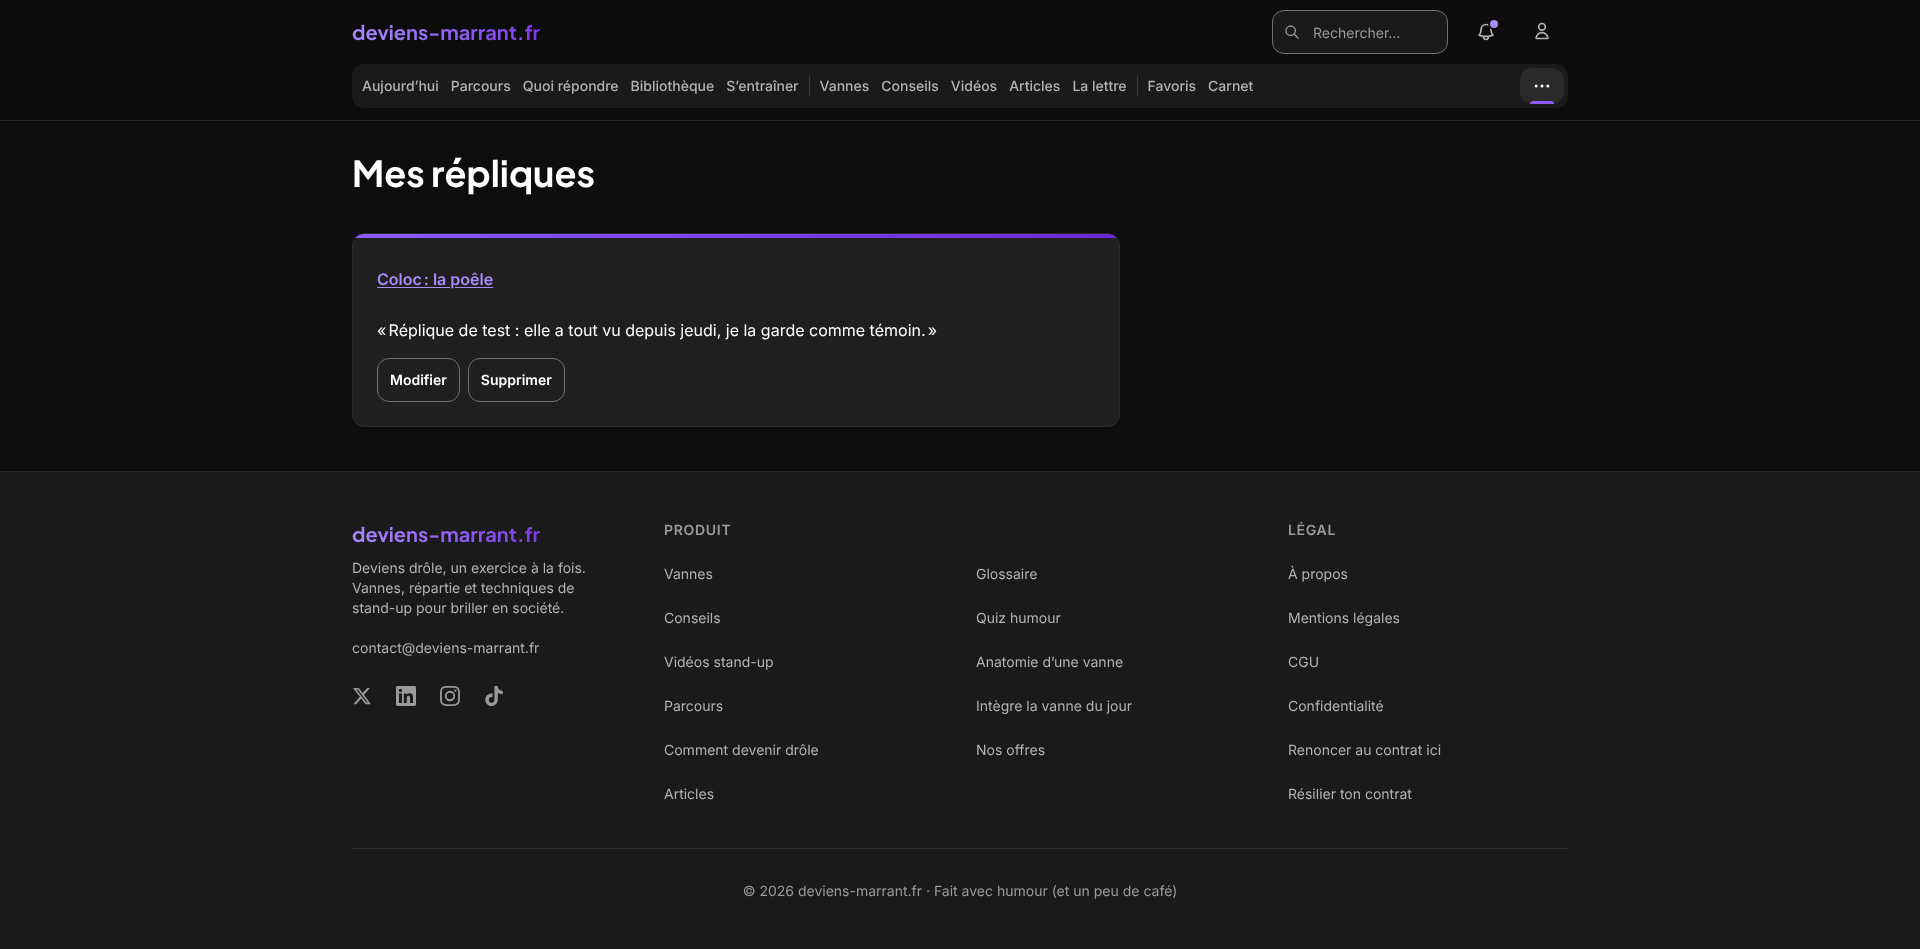 deviens-marrant.fr
Rechercher...
Aujourd’hui Parcours Quoi répondre Bibliothèque S’entraîner Vannes Conseils Vidéos Articles La lettre Favoris Carnet
Mes répliques
Coloc : la poêle
« Réplique de test : elle a tout vu depuis jeudi, je la garde comme témoin. »
Modifier Supprimer
deviens-marrant.fr
Deviens drôle, un exercice à la fois.
Vannes, répartie et techniques de
stand-up pour briller en société.
contact@deviens-marrant.fr
PRODUIT
Vannes
Conseils
Vidéos stand-up
Parcours
Comment devenir drôle
Articles
Glossaire
Quiz humour
Anatomie d’une vanne
Intègre la vanne du jour
Nos offres
LÉGAL
À propos
Mentions légales
CGU
Confidentialité
Renoncer au contrat ici
Résilier ton contrat
© 2026 deviens-marrant.fr · Fait avec humour (et un peu de café)